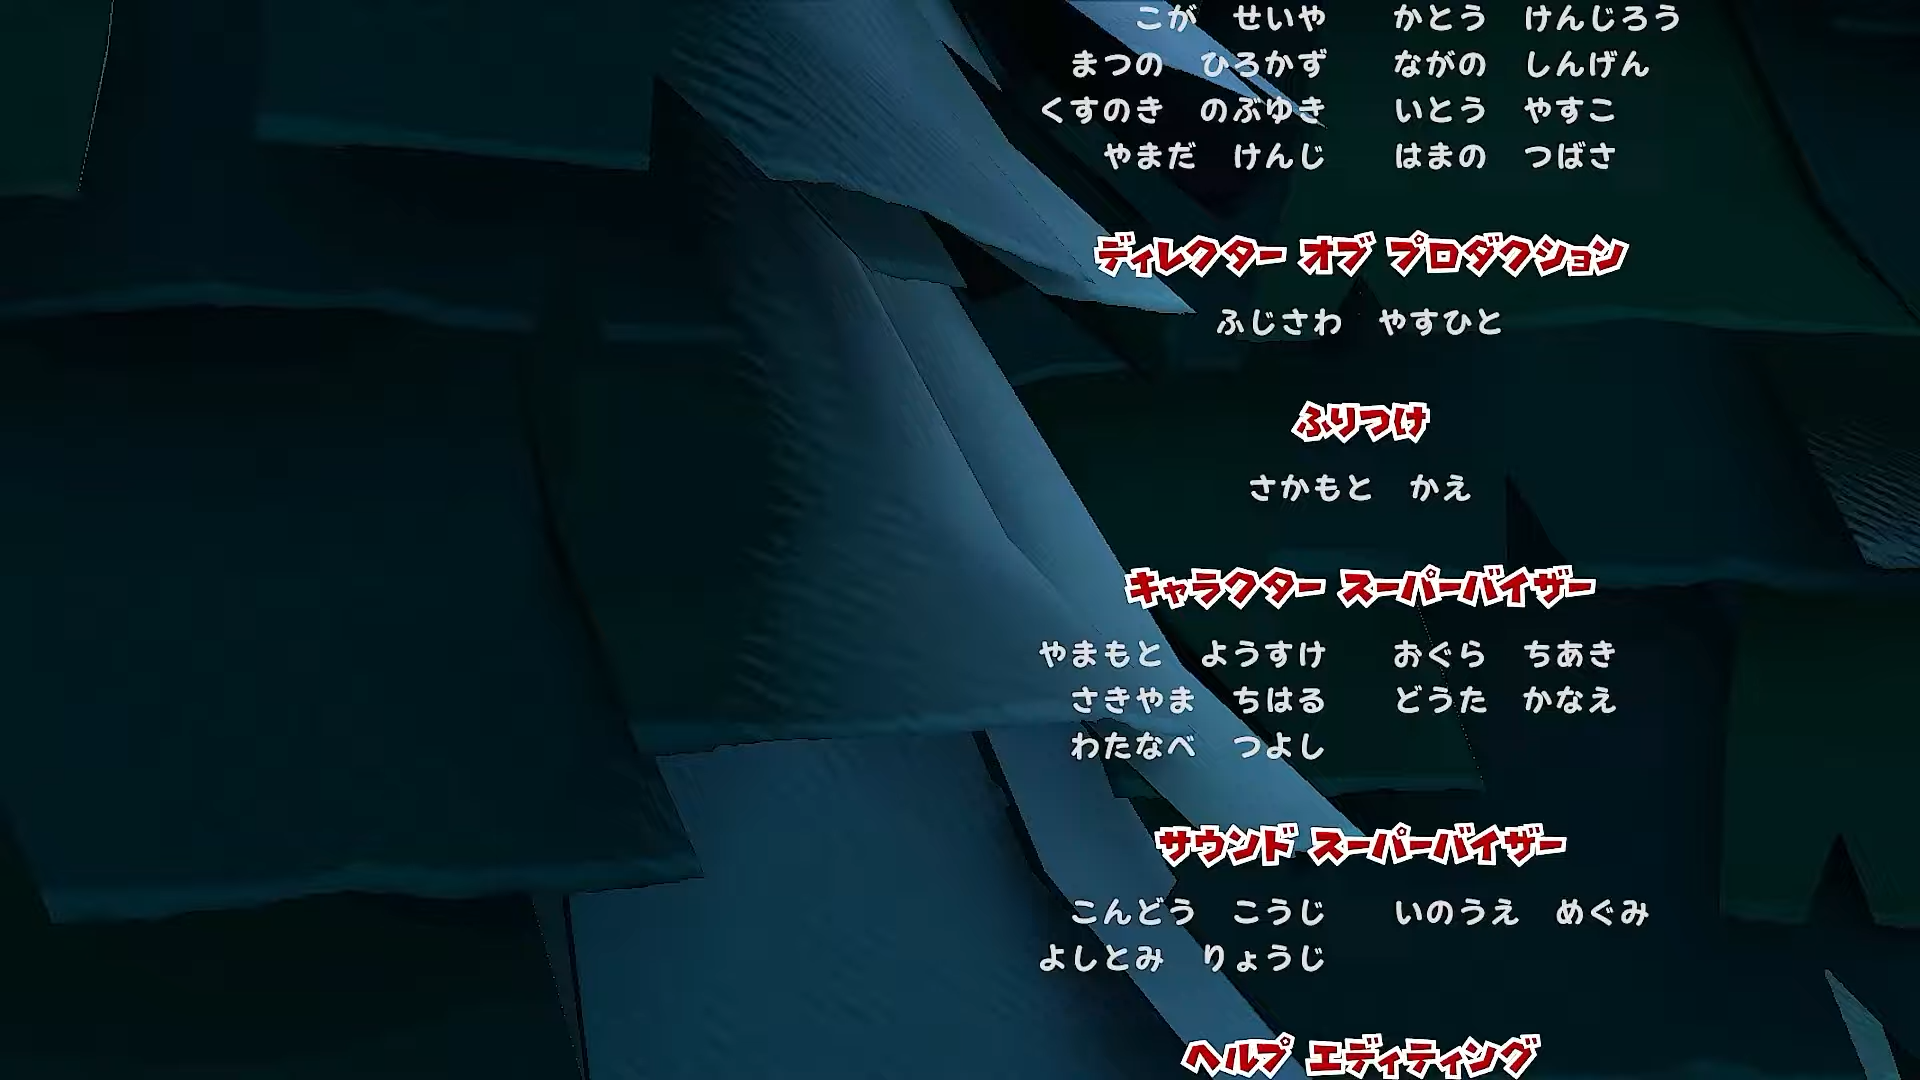 こが　せいや　　かとう　けんじろう
まつの　ひろかず　　ながの　しんげん
くすのき　のぶゆき　　いとう　やすこ
やまだ　けんじ　　はまの　つばさ
ディレクター オブ プロダクション
ふじさわ　やすひと
ふりつけ
さかもと　かえ
キャラクター スーパーバイザー
やまもと　ようすけ　　おぐら　ちあき
さきやま　ちはる　　どうた　かなえ
わたなべ　つよし
サウンド スーパーバイザー
こんどう　こうじ　　いのうえ　めぐみ
よしとみ　りょうじ
ヘルプ エディティング